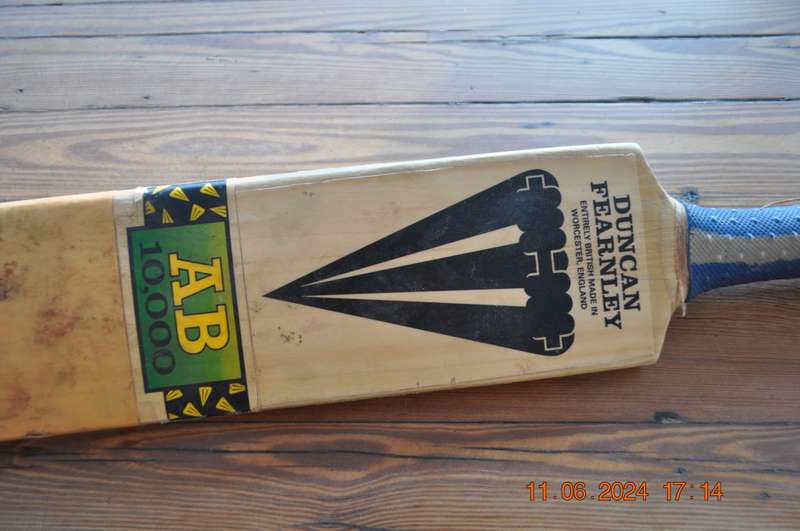 DUNCAN
FEARNLEY
ENTIRELY BRITISH MADE IN
WORCESTER, ENGLAND
AB
10,000
11.06.2024 17:14